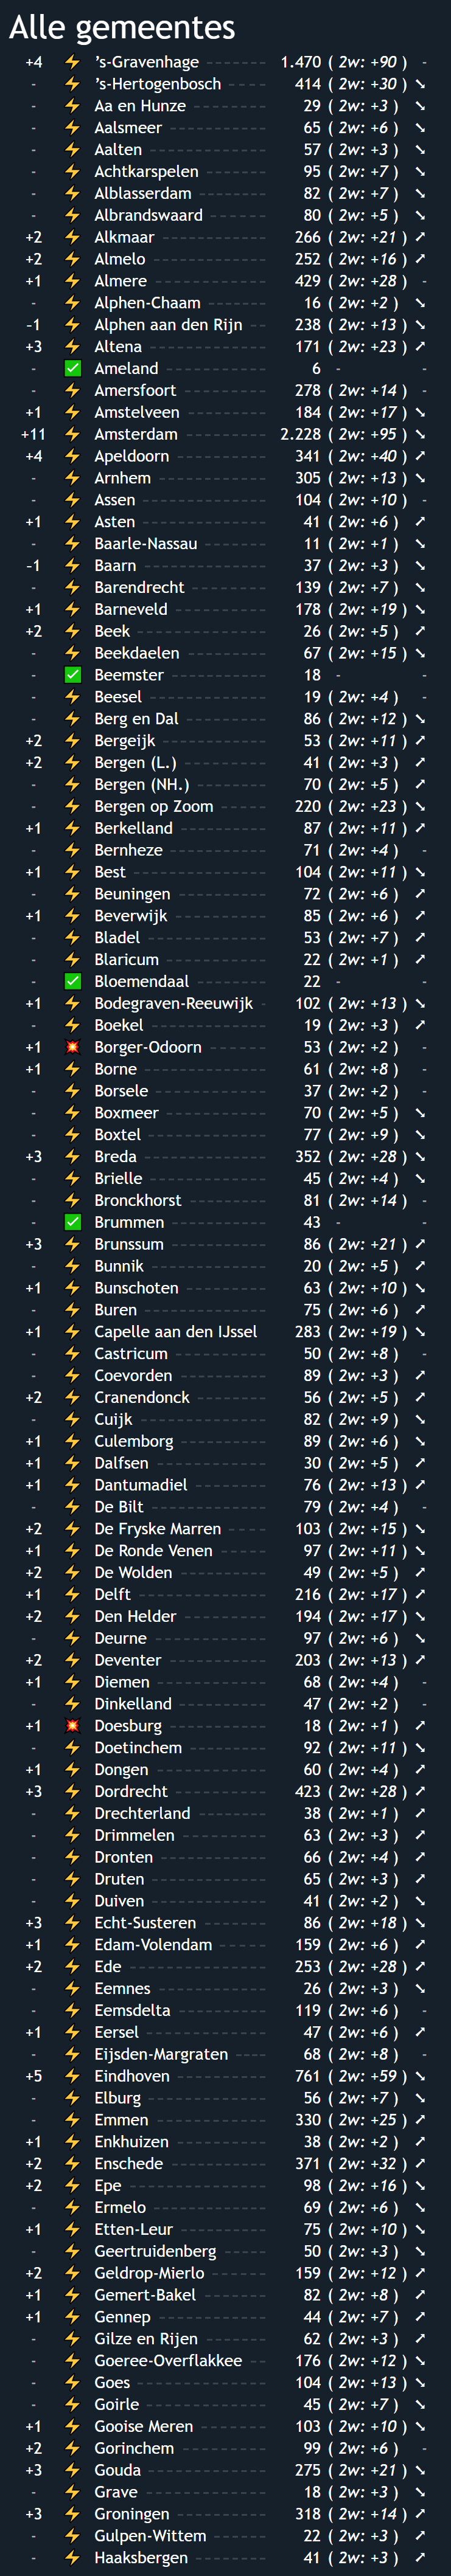 Alle gemeentes
+4 ⚡ ’s-Gravenhage 1.470 ( 2w: +90 ) -
- ⚡ ’s-Hertogenbosch 414 ( 2w: +30 ) ➘
- ⚡ Aa en Hunze 29 ( 2w: +3 ) ➘
- ⚡ Aalsmeer 65 ( 2w: +6 ) ➘
- ⚡ Aalten 57 ( 2w: +3 ) ➘
- ⚡ Achtkarspelen 95 ( 2w: +7 ) ➘
- ⚡ Alblasserdam 82 ( 2w: +7 ) ➘
- ⚡ Albrandswaard 80 ( 2w: +5 ) ➘
+2 ⚡ Alkmaar 266 ( 2w: +21 ) ➚
+2 ⚡ Almelo 252 ( 2w: +16 ) ➚
+1 ⚡ Almere 429 ( 2w: +28 ) -
- ⚡ Alphen-Chaam 16 ( 2w: +2 ) ➘
-1 ⚡ Alphen aan den Rijn 238 ( 2w: +13 ) ➘
+3 ⚡ Altena 171 ( 2w: +23 ) ➚
- ✅ Ameland 6 - -
- ⚡ Amersfoort 278 ( 2w: +14 ) -
+1 ⚡ Amstelveen 184 ( 2w: +17 ) ➘
+11 ⚡ Amsterdam 2.228 ( 2w: +95 ) ➘
+4 ⚡ Apeldoorn 341 ( 2w: +40 ) ➚
- ⚡ Arnhem 305 ( 2w: +13 ) ➘
- ⚡ Assen 104 ( 2w: +10 ) -
+1 ⚡ Asten 41 ( 2w: +6 ) ➚
- ⚡ Baarle-Nassau 11 ( 2w: +1 ) ➘
-1 ⚡ Baarn 37 ( 2w: +3 ) ➘
- ⚡ Barendrecht 139 ( 2w: +7 ) ➘
+1 ⚡ Barneveld 178 ( 2w: +19 ) ➘
+2 ⚡ Beek 26 ( 2w: +5 ) ➚
- ⚡ Beekdaelen 67 ( 2w: +15 ) ➘
- ✅ Beemster 18 - -
- ⚡ Beesel 19 ( 2w: +4 ) -
- ⚡ Berg en Dal 86 ( 2w: +12 ) ➘
+2 ⚡ Bergeijk 53 ( 2w: +11 ) ➚
+2 ⚡ Bergen (L.) 41 ( 2w: +3 ) ➚
- ⚡ Bergen (NH.) 70 ( 2w: +5 ) ➚
- ⚡ Bergen op Zoom 220 ( 2w: +23 ) ➘
+1 ⚡ Berkelland 87 ( 2w: +11 ) ➚
- ⚡ Bernheze 71 ( 2w: +4 ) -
+1 ⚡ Best 104 ( 2w: +11 ) ➘
- ⚡ Beuningen 72 ( 2w: +6 ) ➚
+1 ⚡ Beverwijk 85 ( 2w: +6 ) ➚
- ⚡ Bladel 53 ( 2w: +7 ) ➚
- ⚡ Blaricum 22 ( 2w: +1 ) ➚
- ✅ Bloemendaal 22 - -
+1 ⚡ Bodegraven-Reeuwijk 102 ( 2w: +13 ) ➘
- ⚡ Boekel 19 ( 2w: +3 ) ➚
+1 💥 Borger-Odoorn 53 ( 2w: +2 ) -
+1 ⚡ Borne 61 ( 2w: +8 ) -
- ⚡ Borsele 37 ( 2w: +2 ) -
- ⚡ Boxmeer 70 ( 2w: +5 ) ➘
- ⚡ Boxtel 77 ( 2w: +9 ) ➘
+3 ⚡ Breda 352 ( 2w: +28 ) ➘
- ⚡ Brielle 45 ( 2w: +4 ) ➘
- ⚡ Bronckhorst 81 ( 2w: +14 ) -
- ✅ Brummen 43 - -
+3 ⚡ Brunssum 86 ( 2w: +21 ) ➚
- ⚡ Bunnik 20 ( 2w: +5 ) ➚
+1 ⚡ Bunschoten 63 ( 2w: +10 ) ➘
- ⚡ Buren 75 ( 2w: +6 ) ➚
+1 ⚡ Capelle aan den IJssel 283 ( 2w: +19 ) ➘
- ⚡ Castricum 50 ( 2w: +8 ) -
- ⚡ Coevorden 89 ( 2w: +3 ) ➚
+2 ⚡ Cranendonck 56 ( 2w: +5 ) ➚
- ⚡ Cuijk 82 ( 2w: +9 ) ➘
+1 ⚡ Culemborg 89 ( 2w: +6 ) ➘
+1 ⚡ Dalfsen 30 ( 2w: +5 ) ➚
+1 ⚡ Dantumadiel 76 ( 2w: +13 ) ➚
- ⚡ De Bilt 79 ( 2w: +4 ) -
+2 ⚡ De Fryske Marren 103 ( 2w: +15 ) ➘
+1 ⚡ De Ronde Venen 97 ( 2w: +11 ) ➘
+2 ⚡ De Wolden 49 ( 2w: +5 ) ➚
+1 ⚡ Delft 216 ( 2w: +17 ) ➚
+2 ⚡ Den Helder 194 ( 2w: +17 ) ➘
- ⚡ Deurne 97 ( 2w: +6 ) ➘
+2 ⚡ Deventer 203 ( 2w: +13 ) ➚
+1 ⚡ Diemen 68 ( 2w: +4 ) -
- ⚡ Dinkelland 47 ( 2w: +2 ) -
+1 💥 Doesburg 18 ( 2w: +1 ) ➚
- ⚡ Doetinchem 92 ( 2w: +11 ) ➘
+1 ⚡ Dongen 60 ( 2w: +4 ) ➚
+3 ⚡ Dordrecht 423 ( 2w: +28 ) ➚
- ⚡ Drechterland 38 ( 2w: +1 ) ➚
- ⚡ Drimmelen 63 ( 2w: +3 ) ➚
- ⚡ Dronten 66 ( 2w: +4 ) ➚
- ⚡ Druten 65 ( 2w: +3 ) ➚
- ⚡ Duiven 41 ( 2w: +2 ) ➘
+3 ⚡ Echt-Susteren 86 ( 2w: +18 ) ➘
+1 ⚡ Edam-Volendam 159 ( 2w: +6 ) ➚
+2 ⚡ Ede 253 ( 2w: +28 ) ➚
- ⚡ Eemnes 26 ( 2w: +3 ) ➘
- ⚡ Eemsdelta 119 ( 2w: +6 ) -
+1 ⚡ Eersel 47 ( 2w: +6 ) ➚
- ⚡ Eijsden-Margraten 68 ( 2w: +8 ) -
+5 ⚡ Eindhoven 761 ( 2w: +59 ) ➘
- ⚡ Elburg 56 ( 2w: +7 ) ➘
- ⚡ Emmen 330 ( 2w: +25 ) ➚
+1 ⚡ Enkhuizen 38 ( 2w: +2 ) ➚
+2 ⚡ Enschede 371 ( 2w: +32 ) ➚
+2 ⚡ Epe 98 ( 2w: +16 ) ➘
- ⚡ Ermelo 69 ( 2w: +6 ) ➘
+1 ⚡ Etten-Leur 75 ( 2w: +10 ) ➘
- ⚡ Geertruidenberg 50 ( 2w: +3 ) ➘
+2 ⚡ Geldrop-Mierlo 159 ( 2w: +12 ) ➚
+1 ⚡ Gemert-Bakel 82 ( 2w: +8 ) ➚
+1 ⚡ Gennep 44 ( 2w: +7 ) ➚
- ⚡ Gilze en Rijen 62 ( 2w: +3 ) ➚
- ⚡ Goeree-Overflakkee 176 ( 2w: +12 ) ➘
- ⚡ Goes 104 ( 2w: +13 ) ➘
- ⚡ Goirle 45 ( 2w: +7 ) ➘
+1 ⚡ Gooise Meren 103 ( 2w: +10 ) ➘
+2 ⚡ Gorinchem 99 ( 2w: +6 ) -
+3 ⚡ Gouda 275 ( 2w: +21 ) ➘
- ⚡ Grave 18 ( 2w: +3 ) ➘
+3 ⚡ Groningen 318 ( 2w: +14 ) ➚
- ⚡ Gulpen-Wittem 22 ( 2w: +3 ) ➚
- ⚡ Haaksbergen 41 ( 2w: +3 ) ➚